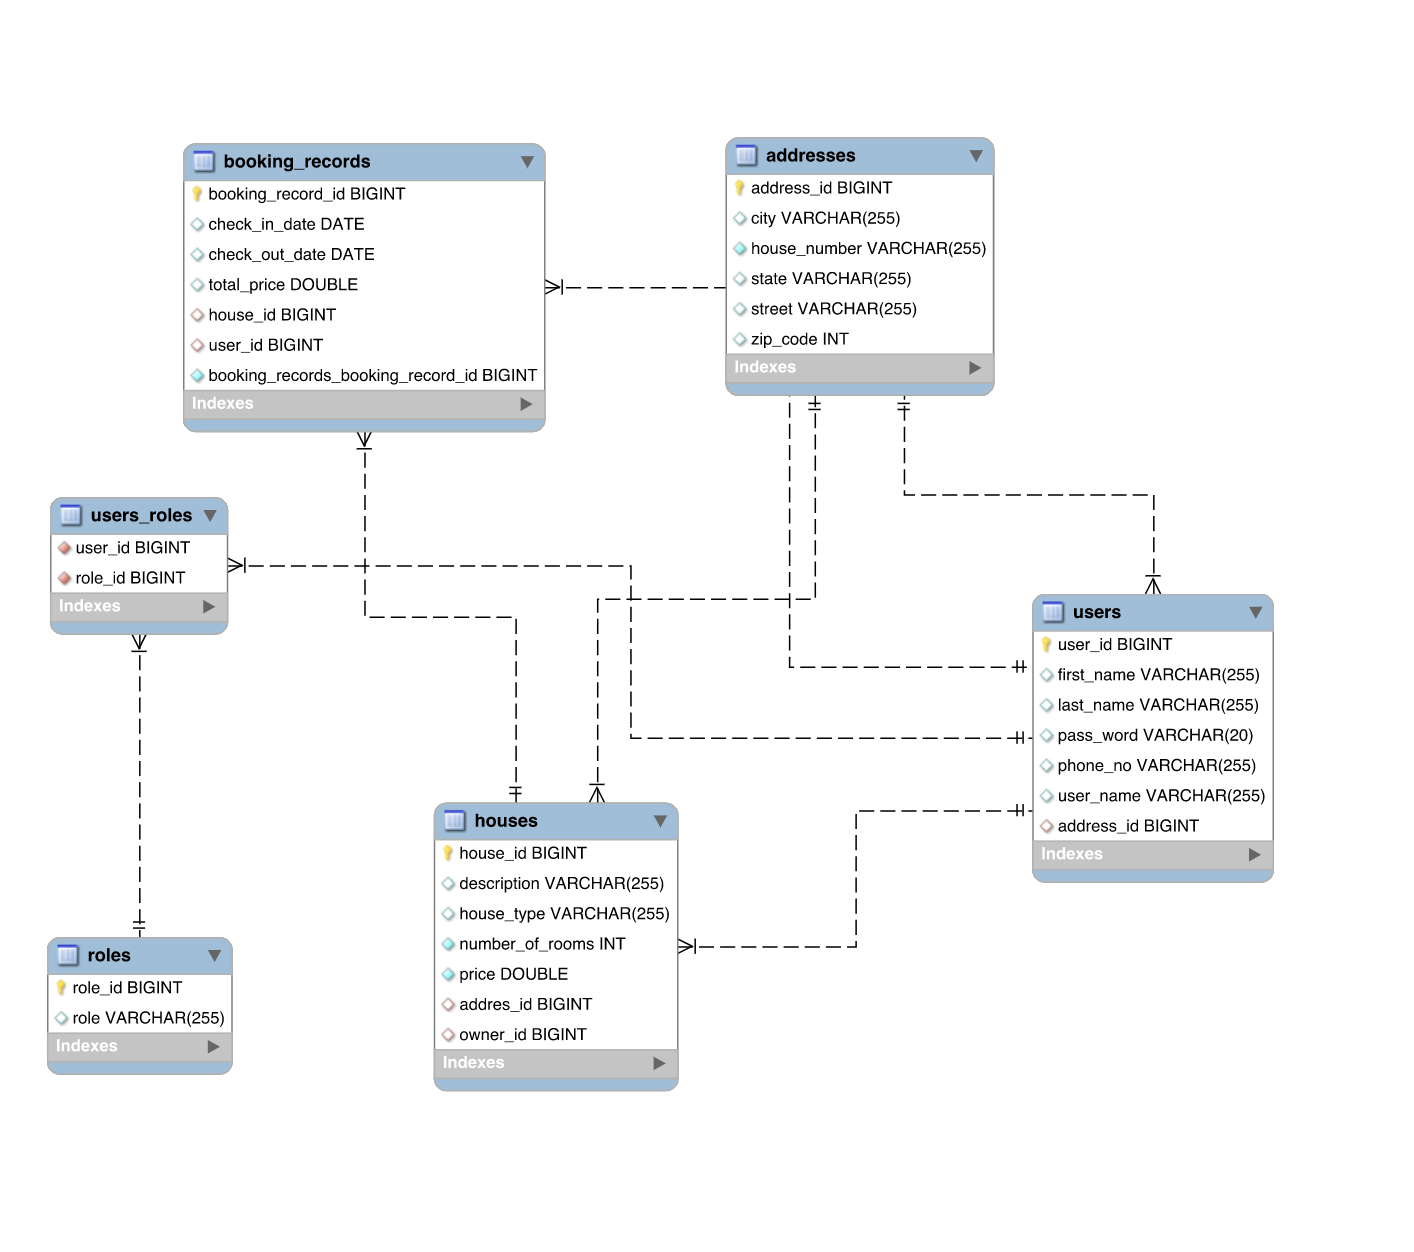 booking_records
booking_record_id BIGINT
check_in_date DATE
check_out_date DATE
total_price DOUBLE
house_id BIGINT
user_id BIGINT
booking_records_booking_record_id BIGINT
Indexes
addresses
address_id BIGINT
city VARCHAR(255)
house_number VARCHAR(255)
state VARCHAR(255)
street VARCHAR(255)
zip_code INT
Indexes
users_roles
user_id BIGINT
role_id BIGINT
Indexes
users
user_id BIGINT
first_name VARCHAR(255)
last_name VARCHAR(255)
pass_word VARCHAR(20)
phone_no VARCHAR(255)
user_name VARCHAR(255)
address_id BIGINT
Indexes
houses
house_id BIGINT
description VARCHAR(255)
house_type VARCHAR(255)
number_of_rooms INT
price DOUBLE
addres_id BIGINT
owner_id BIGINT
Indexes
roles
role_id BIGINT
role VARCHAR(255)
Indexes